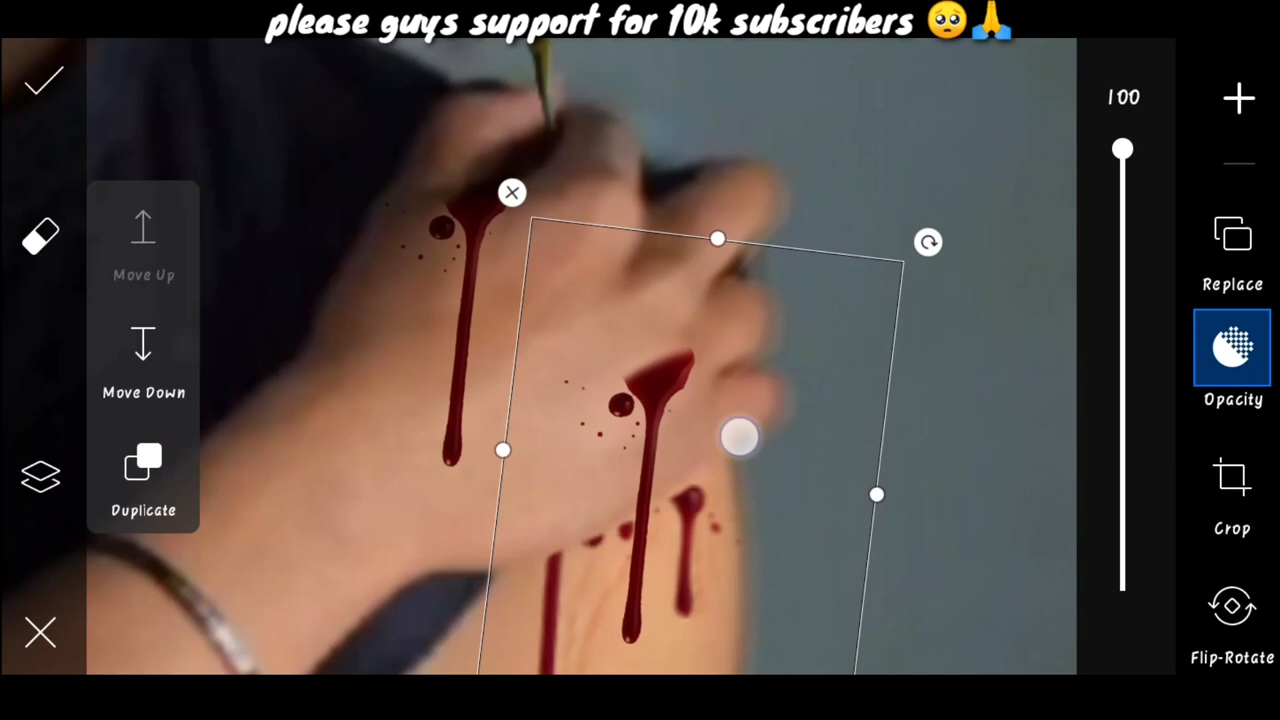 please guys support for 10k subscribers 🥺🙏
100
Move Up
Replace
Move Down
Opacity
Duplicate
Crop
Flip-Rotate